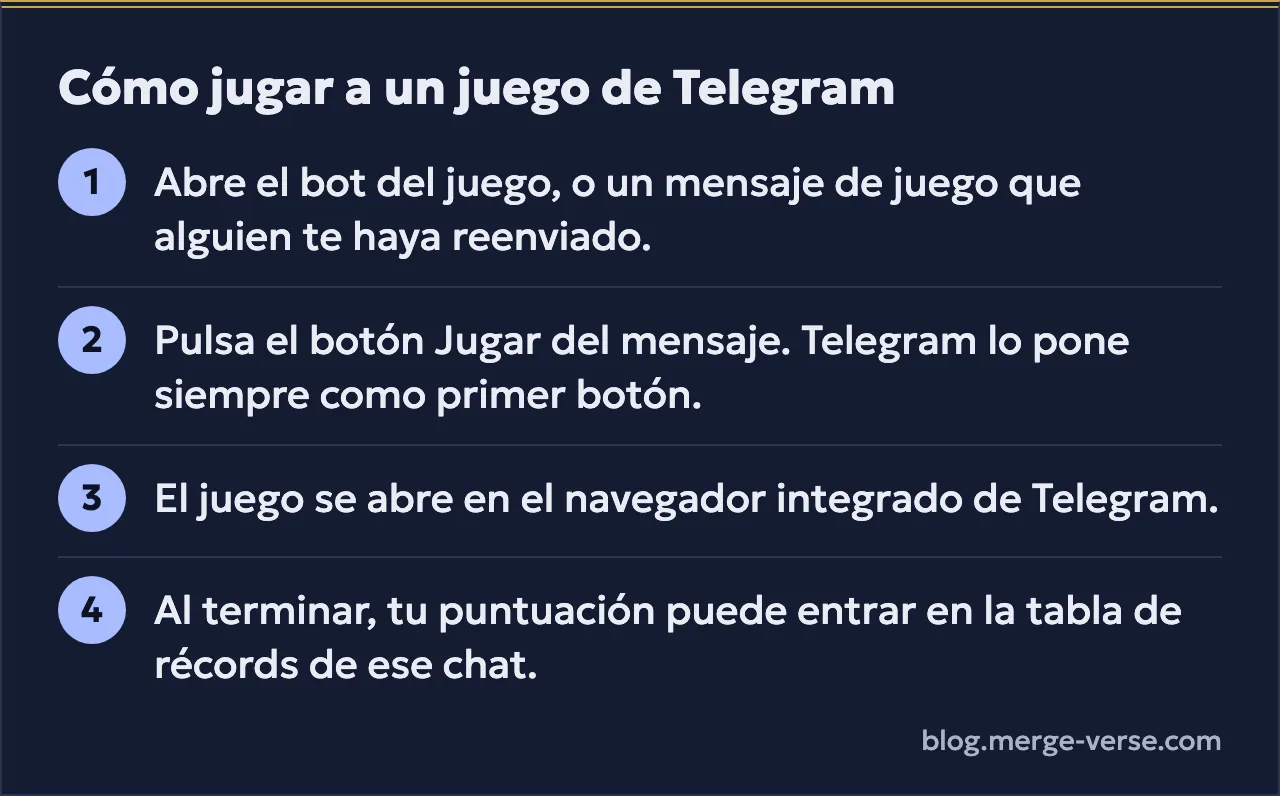 Cómo jugar a un juego de Telegram
1 Abre el bot del juego, o un mensaje de juego que
alguien te haya reenviado.
2 Pulsa el botón Jugar del mensaje. Telegram lo pone
siempre como primer botón.
3 El juego se abre en el navegador integrado de Telegram.
4 Al terminar, tu puntuación puede entrar en la tabla de
récords de ese chat.
blog.merge-verse.com